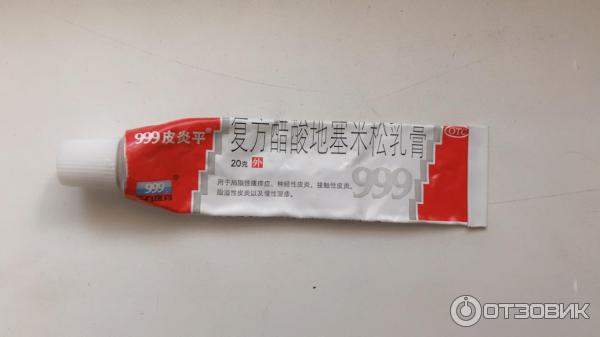 999皮炎平®
复方醋酸地塞米松乳膏
OTC
20克 外
用于局限性瘙痒症、神经性皮炎、接触性皮炎、
脂溢性皮炎以及慢性湿疹。
999
999
ОТЗОВИК